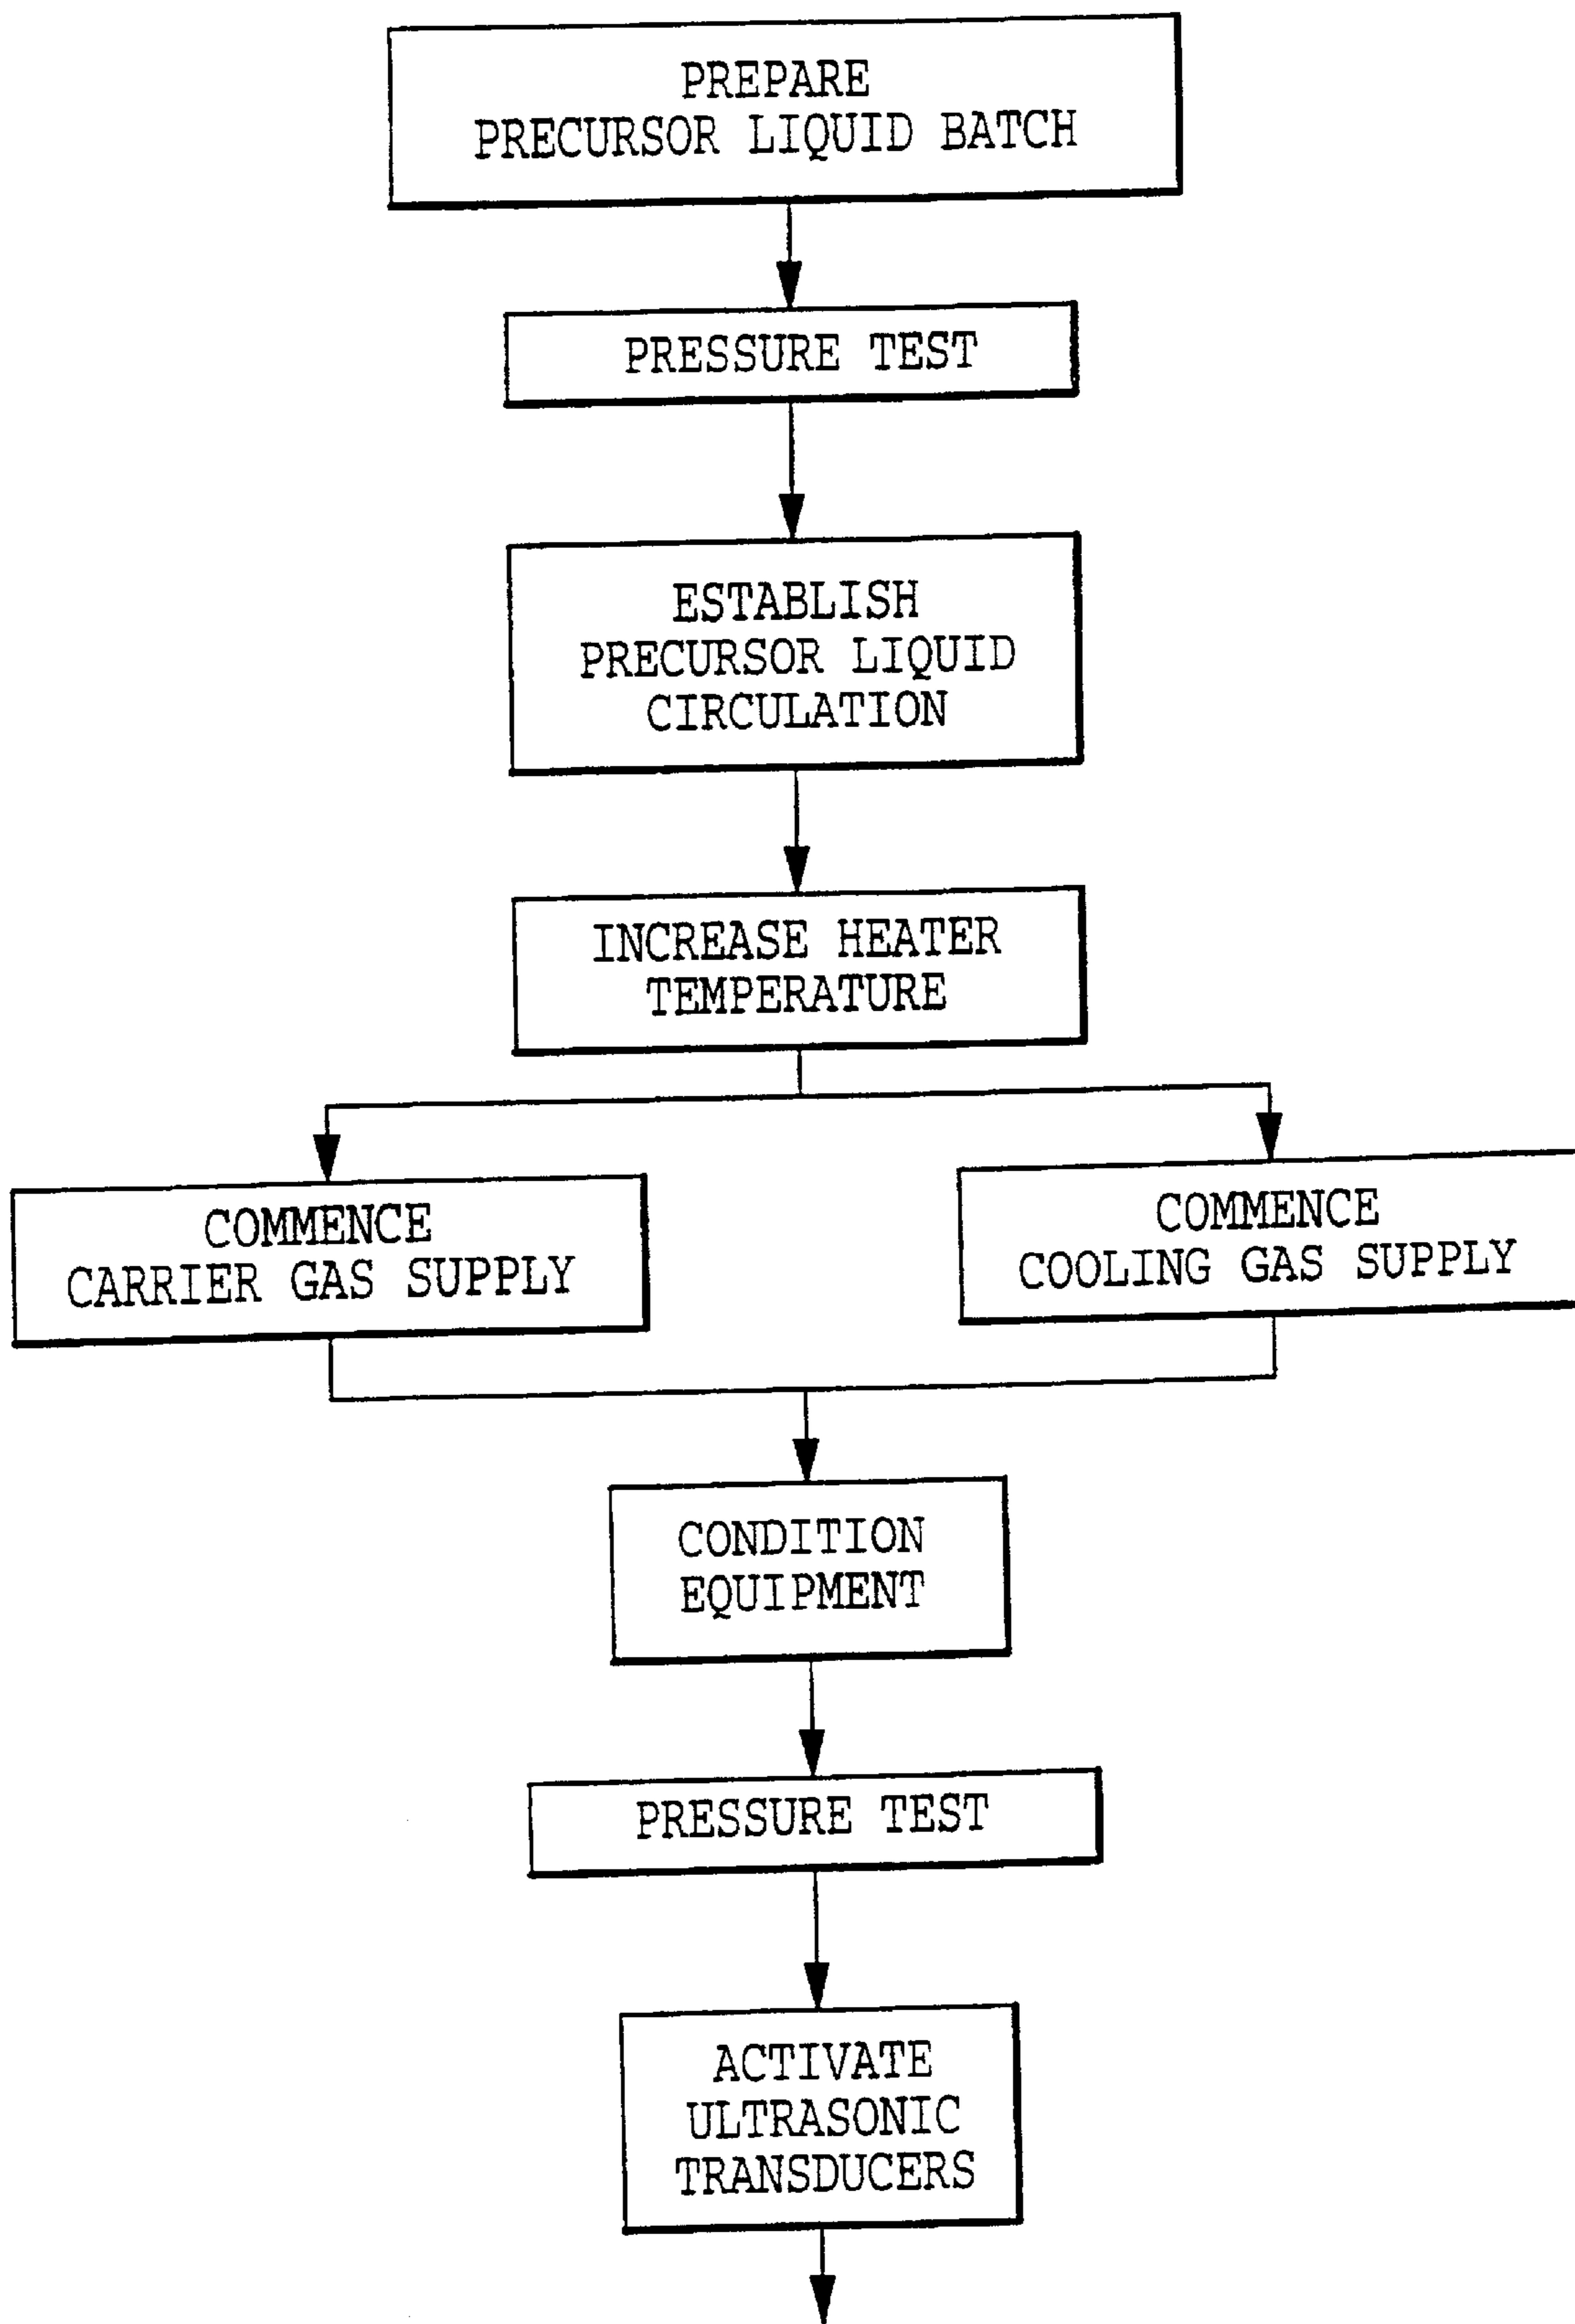 PREPARE
PRECURSOR LIQUID BATCH
PRESSURE TEST
ESTABLISH
PRECURSOR LIQUID
CIRCULATION
INCREASE HEATER
TEMPERATURE
COMMENCE
CARRIER GAS SUPPLY
COMMENCE
COOLING GAS SUPPLY
CONDITION
EQUIPMENT
PRESSURE TEST
ACTIVATE
ULTRASONIC
TRANSDUCERS